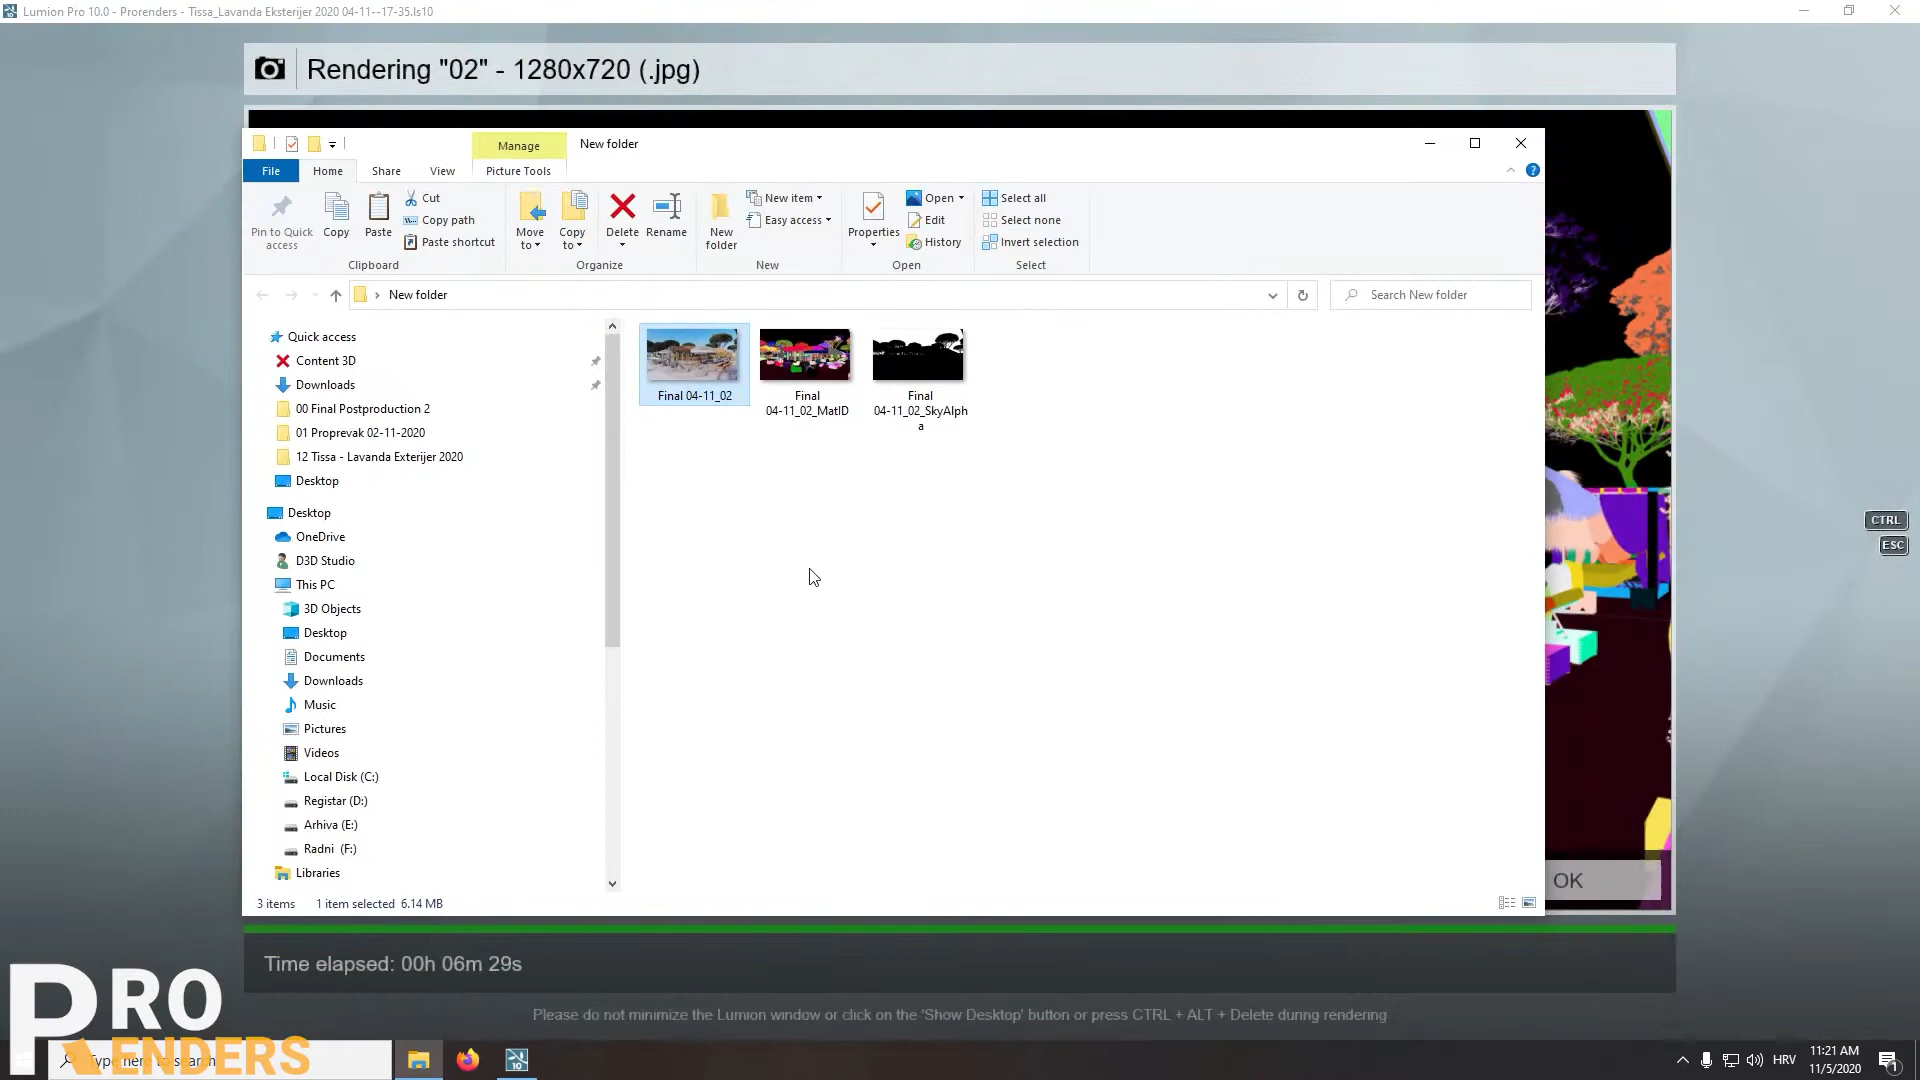 Lumion Pro 10.0 - Prorenders - Tissa_Lavanda Eksterijer 2020 04-11--17-35.ls10
Rendering "02" - 1280x720 (.jpg)
Manage
New folder
File
Home
Share
View
Picture Tools
Pin to Quick access
Copy
Paste
Cut
Copy path
Paste shortcut
Clipboard
Move to
Copy to
Delete
Rename
Organize
New folder
New item
Easy access
New
Properties
Open
Edit
History
Open
Select all
Select none
Invert selection
Select
New folder
Search New folder
Quick access
Content 3D
Downloads
00 Final Postproduction 2
01 Proprevak 02-11-2020
12 Tissa - Lavanda Exterijer 2020
Desktop
Desktop
OneDrive
D3D Studio
This PC
3D Objects
Desktop
Documents
Downloads
Music
Pictures
Videos
Local Disk (C:)
Registar (D:)
Arhiva (E:)
Radni (F:)
Libraries
Final 04-11_02
Final
04-11_02_MatID
Final
04-11_02_SkyAlph
a
CTRL
ESC
OK
3 items
1 item selected 6.14 MB
Time elapsed: 00h 06m 29s
Please do not minimize the Lumion window or click on the 'Show Desktop' button or press CTRL + ALT + Delete during rendering
PRO
RENDERS
Type here to search
10
HRV
11:21 AM
11/5/2020
1